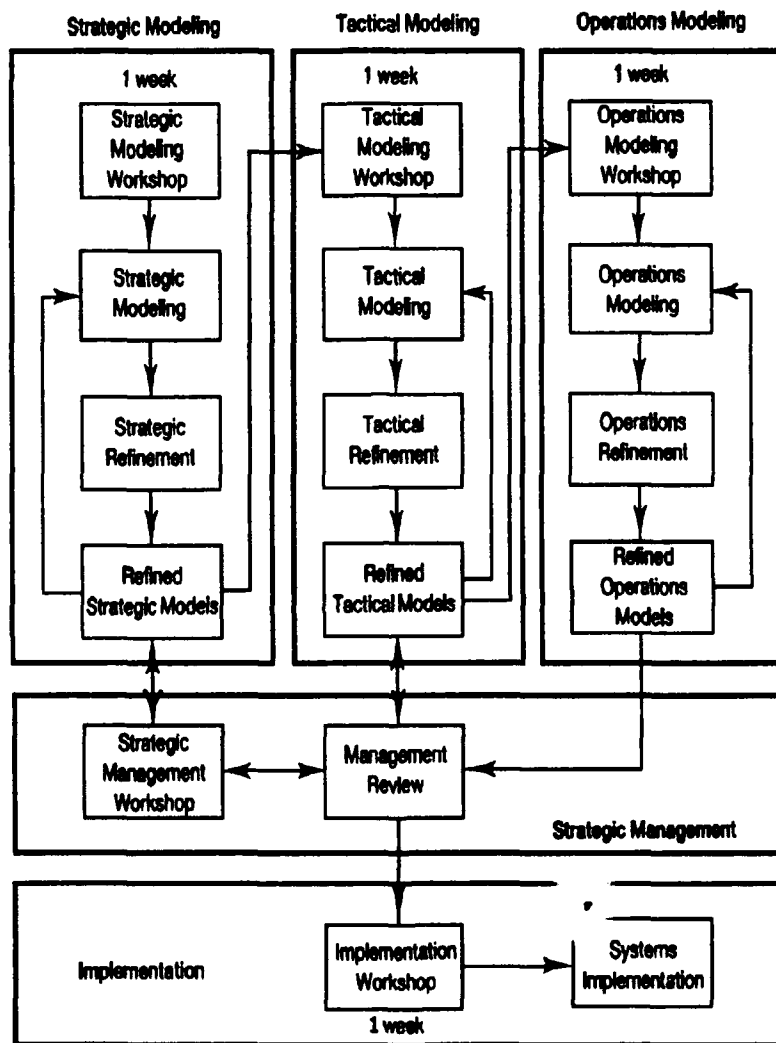 Strategic Modeling
Tactical Modeling
Operations Modeling
1 week
Strategic
Modeling
Workshop
Strategic
Modeling
Strategic
Refinement
Refined
Strategic Models
1 week
Tactical
Modeling
Workshop
Tactical
Modeling
Tactical
Refinement
Refined
Tactical Models
1 week
Operations
Modeling
Workshop
Operations
Modeling
Operations
Refinement
Refined
Operations
Models
Strategic
Management
Workshop
Management
Review
Strategic Management
Implementation
Implementation
Workshop
1 week
Systems
Implementation